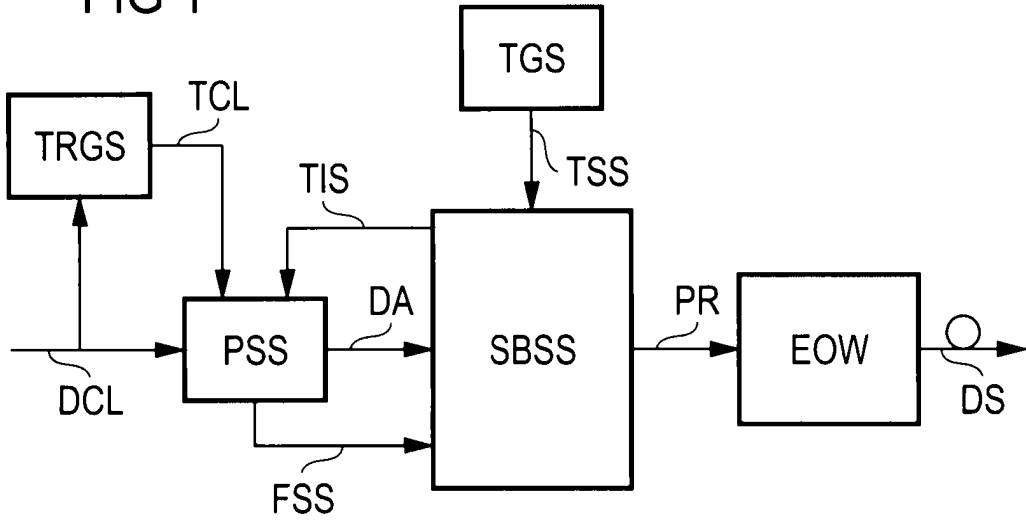 FIG 1
TGS
TCL
TRGS
TSS
TIS
DA
PR
PSS
SBSS
EOW
DCL
DS
FSS